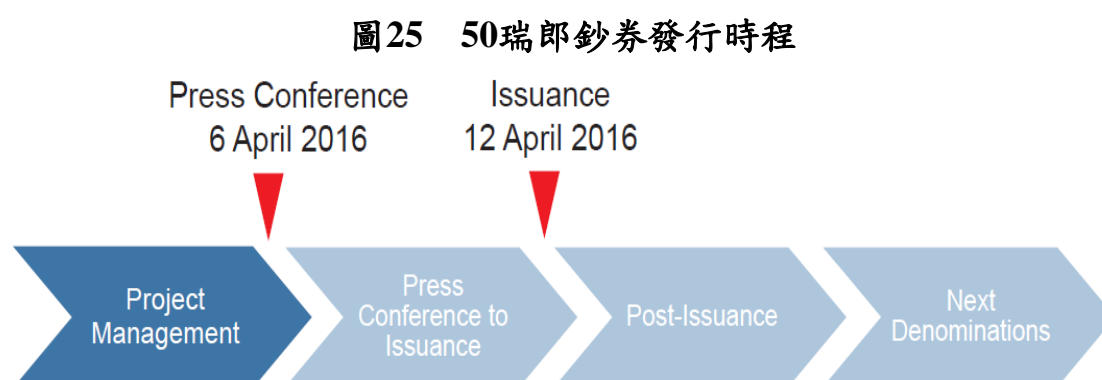 圖25 50瑞郎鈔券發行時程
Press Conference
6 April 2016
Issuance
12 April 2016
Project
Management
Press
Conference to
Issuance
Post-Issuance
Next
Denominations